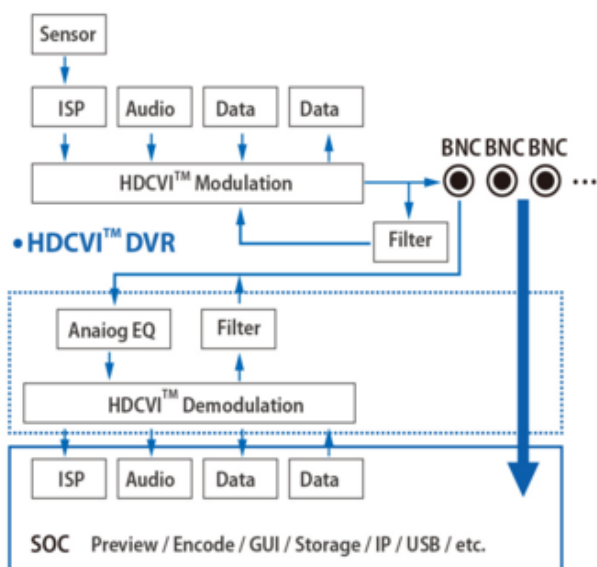 Sensor
ISP Audio Data Data
BNC BNC BNC
HDCVI™ Modulation
...
Filter
• HDCVI™ DVR
Anaiog EQ Filter
HDCVI™ Demodulation
ISP Audio Data Data
SOC Preview / Encode / GUI / Storage / IP / USB / etc.